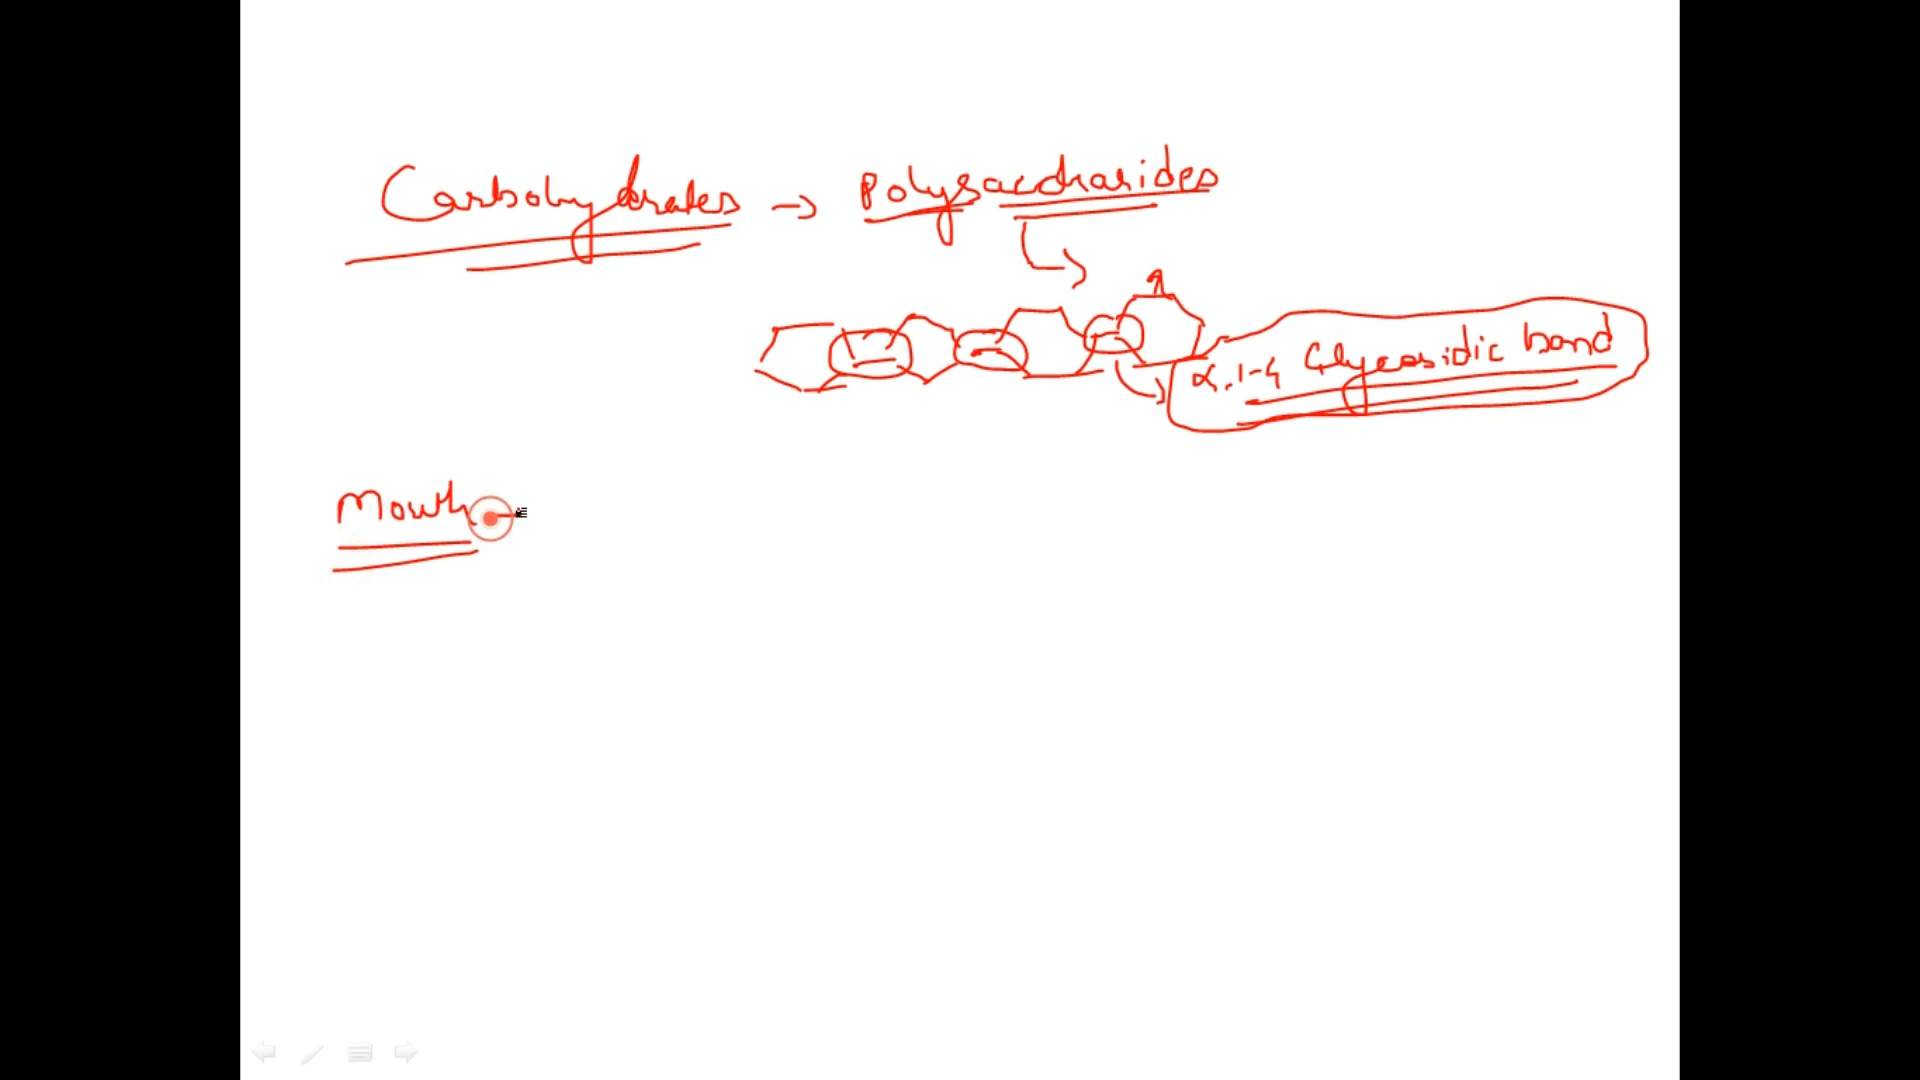 Carbohydrates → Polysaccharides
α,1-4 Glycosidic bond
Mouth